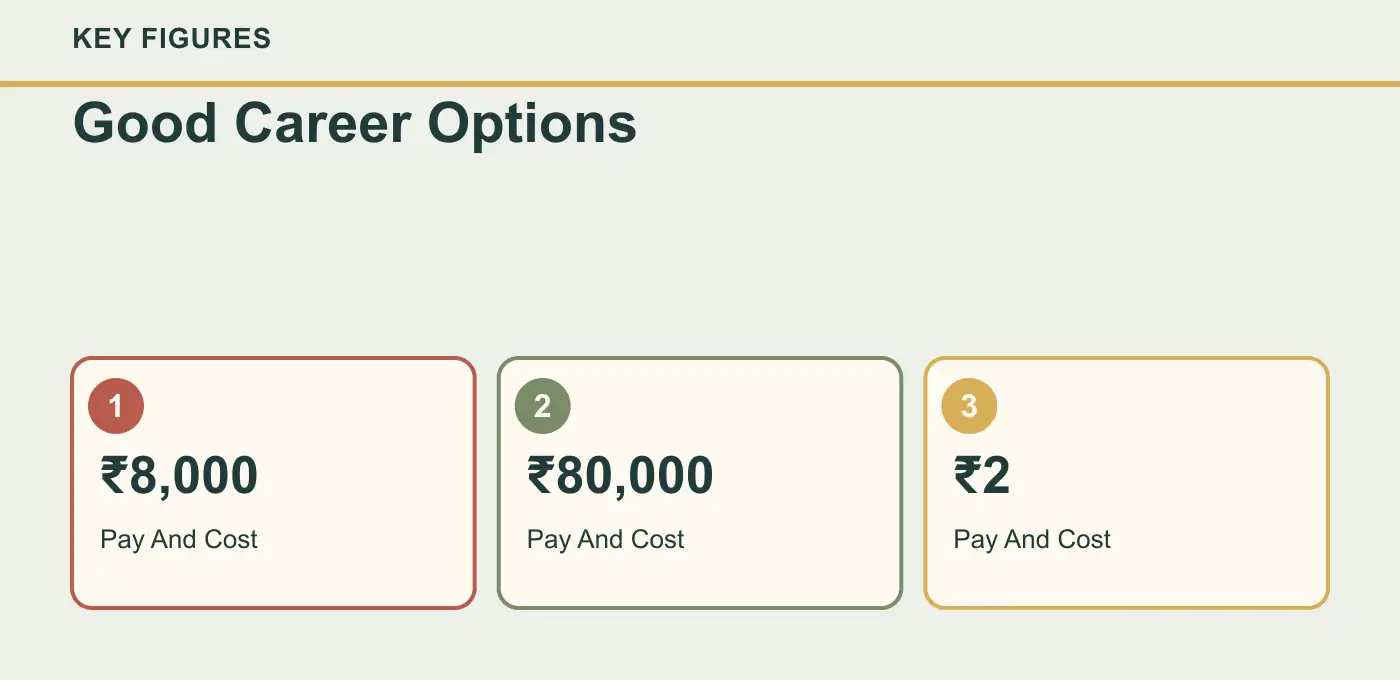 KEY FIGURES
Good Career Options
1
₹8,000
Pay And Cost
2
₹80,000
Pay And Cost
3
₹2
Pay And Cost